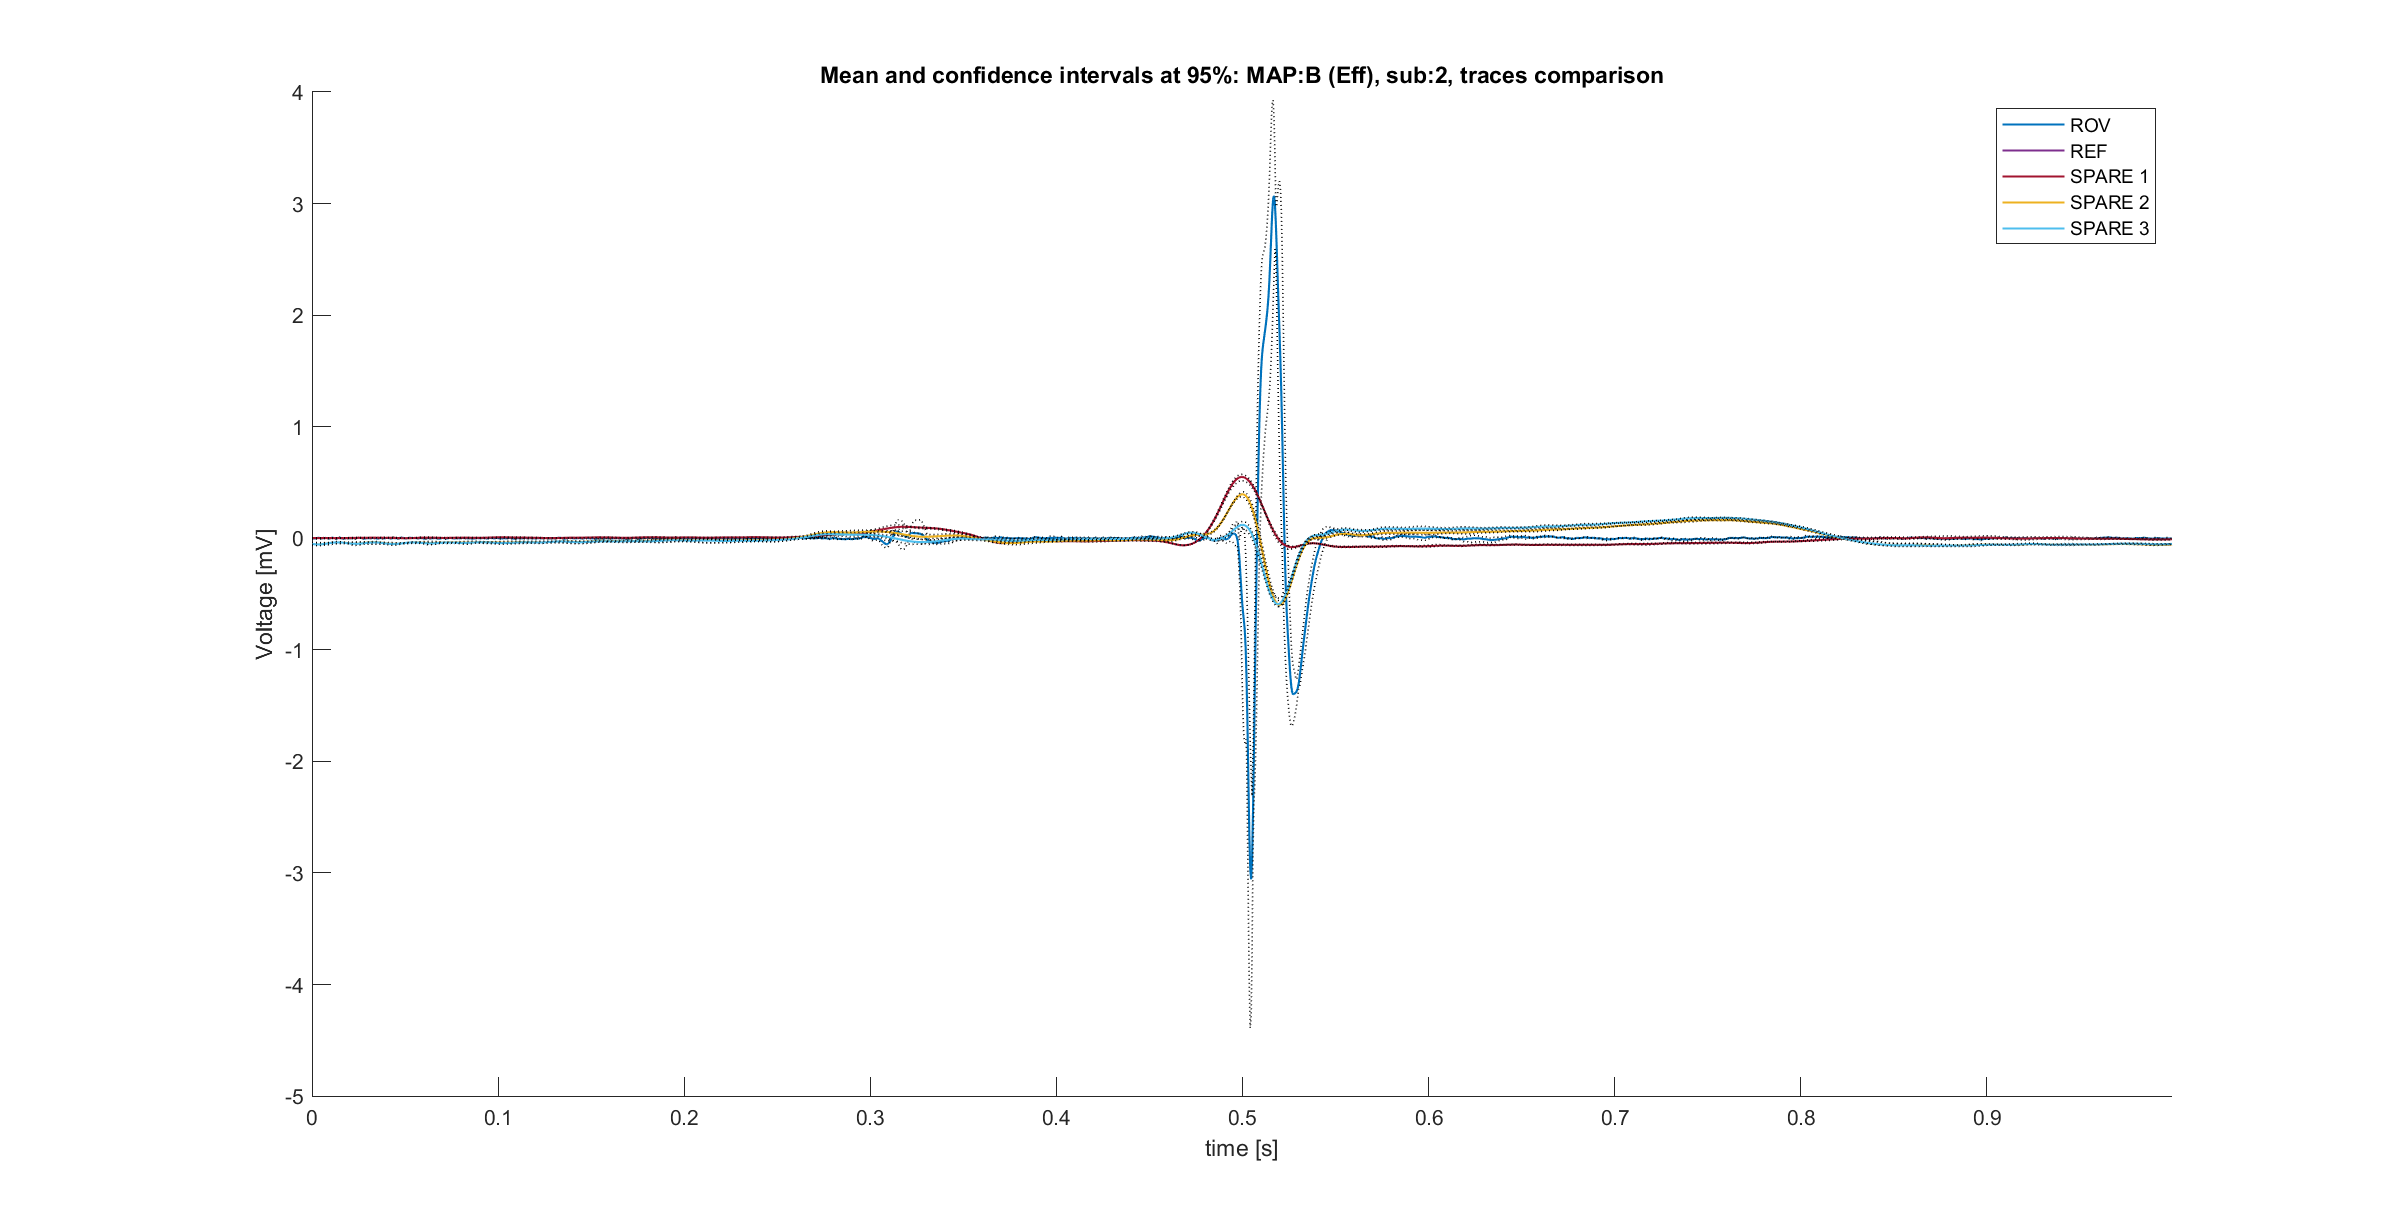 Mean and confidence intervals at 95%: MAP:B (Eff), sub:2, traces comparison
ROV
REF
SPARE 1
SPARE 2
SPARE 3
4
3
2
1
0
-1
-2
-3
-4
-5
Voltage [mV]
0 0.1 0.2 0.3 0.4 0.5 0.6 0.7 0.8 0.9
time [s]